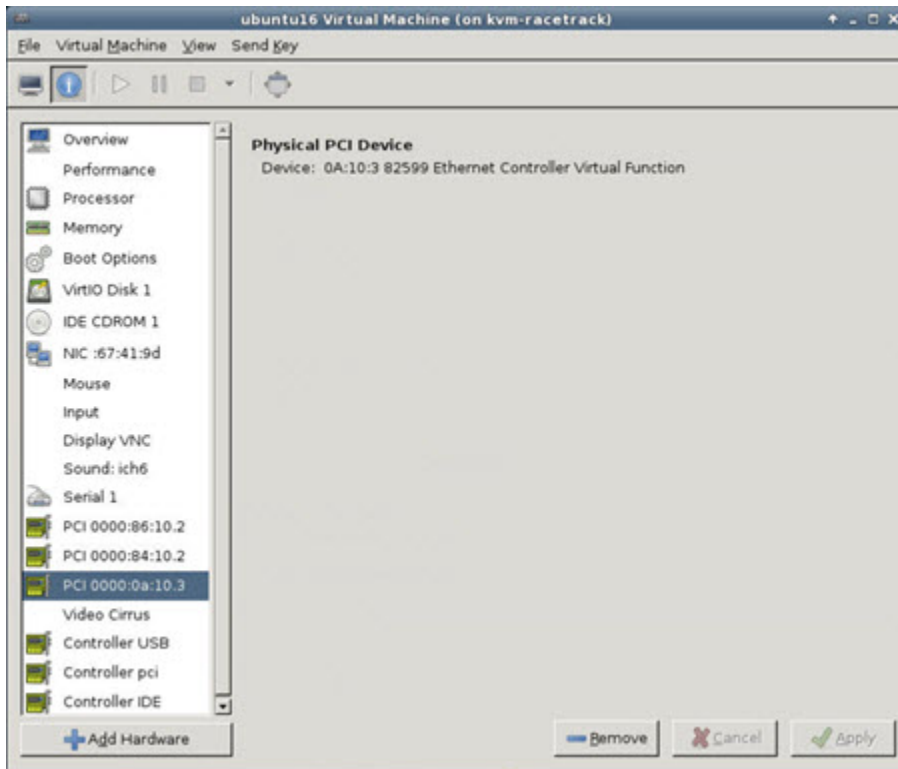 ubuntu16 Virtual Machine (on kvm-racetrack)
File Virtual Machine View Send Key
Overview
Performance
Processor
Memory
Boot Options
VirtIO Disk 1
IDE CDROM 1
NIC :67:41:9d
Mouse
Input
Display VNC
Sound: ich6
Serial 1
PCI 0000:86:10.2
PCI 0000:84:10.2
PCI 0000:0a:10.3
Video Cirrus
Controller USB
Controller pci
Controller IDE
Add Hardware
Physical PCI Device
Device: 0A:10:3 82599 Ethernet Controller Virtual Function
Remove Cancel Apply